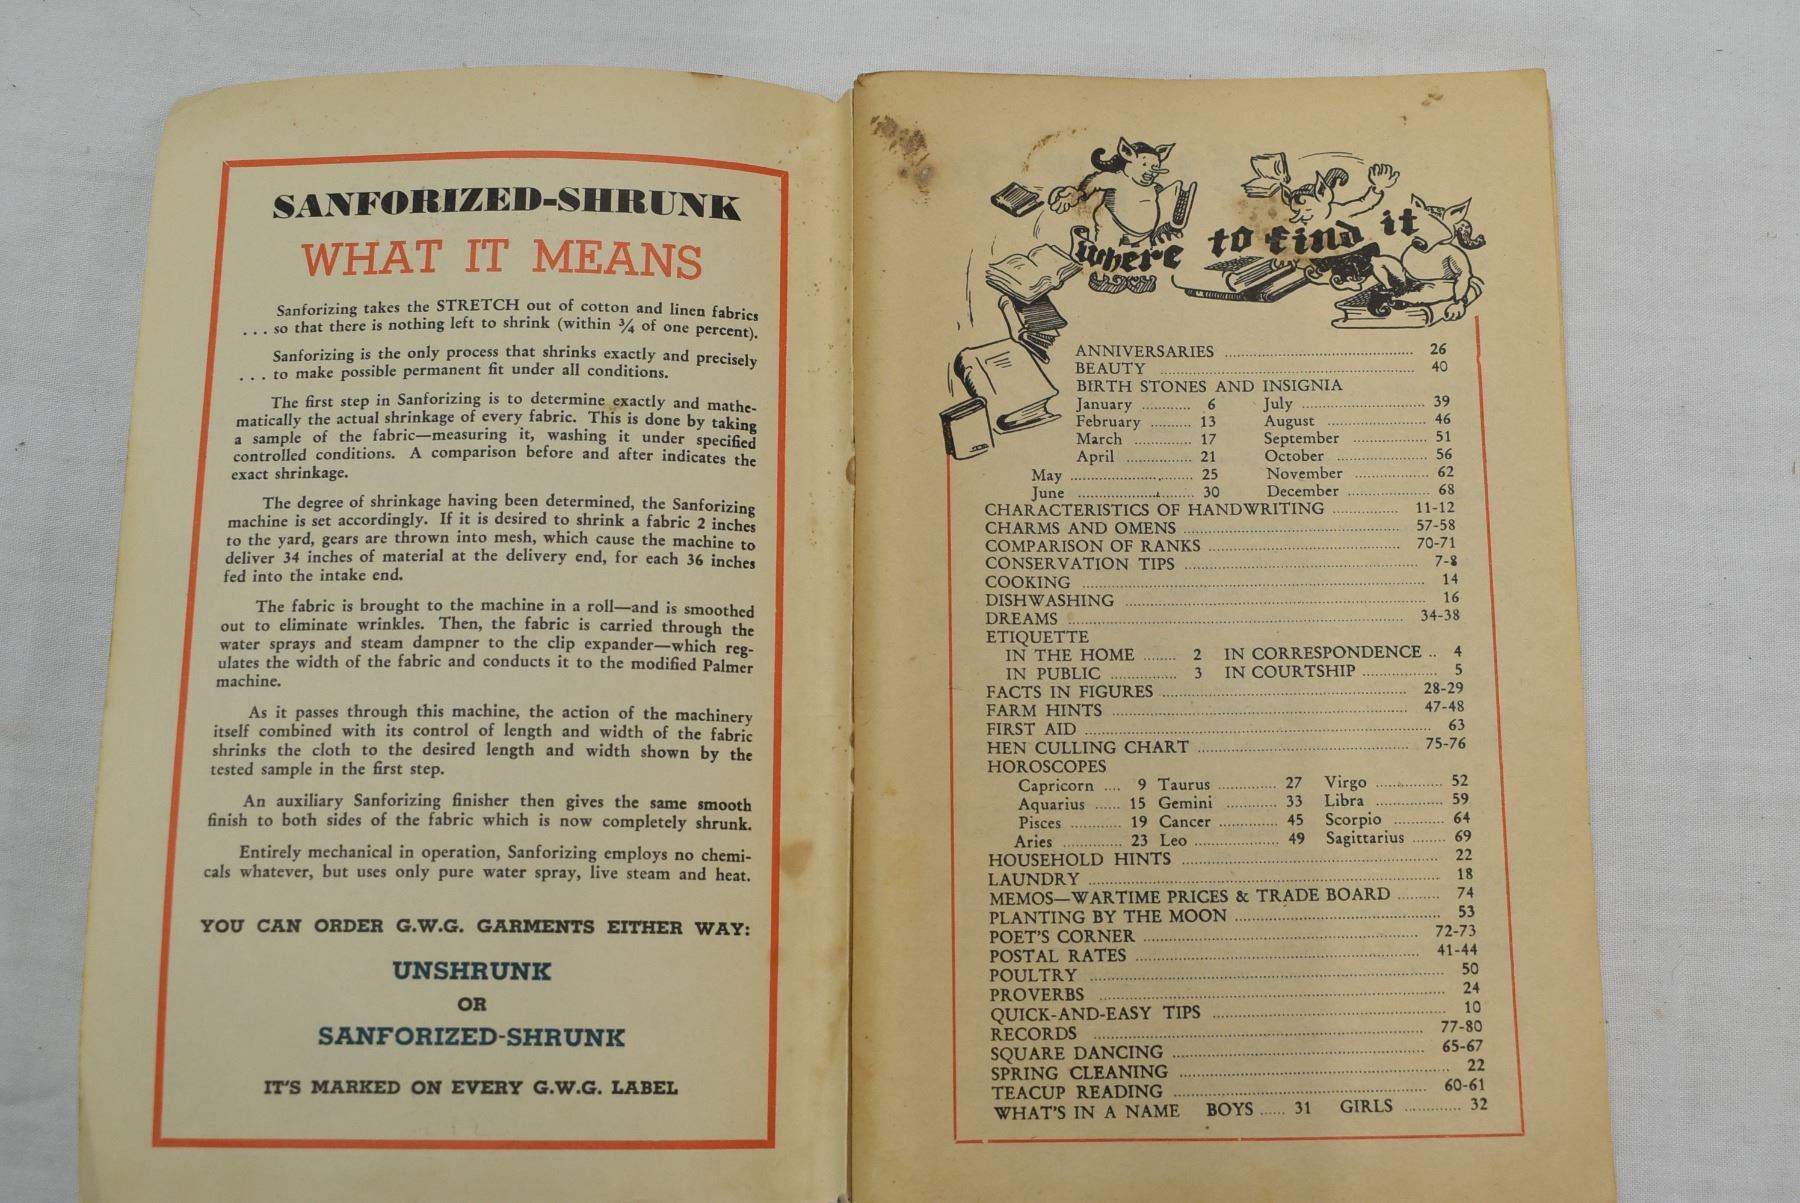 SANFORIZED-SHRUNK
WHAT IT MEANS
Sanforizing takes the STRETCH out of cotton and linen fabrics
... so that there is nothing left to shrink (within ¾ of one percent).
Sanforizing is the only process that shrinks exactly and precisely
... to make possible permanent fit under all conditions.
The first step in Sanforizing is to determine exactly and mathe-
matically the actual shrinkage of every fabric. This is done by taking
a sample of the fabric—measuring it, washing it under specified
controlled conditions. A comparison before and after indicates the
exact shrinkage.
The degree of shrinkage having been determined, the Sanforizing
machine is set accordingly. If it is desired to shrink a fabric 2 inches
to the yard, gears are thrown into mesh, which cause the machine to
deliver 34 inches of material at the delivery end, for each 36 inches
fed into the intake end.
The fabric is brought to the machine in a roll—and is smoothed
out to eliminate wrinkles. Then, the fabric is carried through the
water sprays and steam dampner to the clip expander—which reg-
ulates the width of the fabric and conducts it to the modified Palmer
machine.
As it passes through this machine, the action of the machinery
itself combined with its control of length and width of the fabric
shrinks the cloth to the desired length and width shown by the
tested sample in the first step.
An auxiliary Sanforizing finisher then gives the same smooth
finish to both sides of the fabric which is now completely shrunk.
Entirely mechanical in operation, Sanforizing employs no chemi-
cals whatever, but uses only pure water spray, live steam and heat.
YOU CAN ORDER G.W.G. GARMENTS EITHER WAY:
UNSHRUNK
OR
SANFORIZED-SHRUNK
IT'S MARKED ON EVERY G.W.G. LABEL
where to find it
ANNIVERSARIES ........ 26
BEAUTY ........ 40
BIRTH STONES AND INSIGNIA
January ........ 6 July ........ 39
February ........ 13 August ........ 46
March ........ 17 September ........ 51
April ........ 21 October ........ 56
May ........ 25 November ........ 62
June ........ 30 December ........ 68
CHARACTERISTICS OF HANDWRITING ........ 11-12
CHARMS AND OMENS ........ 57-58
COMPARISON OF RANKS ........ 70-71
CONSERVATION TIPS ........ 7-8
COOKING ........ 14
DISHWASHING ........ 16
DREAMS ........ 34-38
ETIQUETTE
IN THE HOME ........ 2 IN CORRESPONDENCE .. 4
IN PUBLIC ........ 3 IN COURTSHIP ........ 5
FACTS IN FIGURES ........ 28-29
FARM HINTS ........ 47-48
FIRST AID ........ 63
HEN CULLING CHART ........ 75-76
HOROSCOPES
Capricorn .... 9 Taurus ........ 27 Virgo ........ 52
Aquarius ...... 15 Gemini ........ 33 Libra ........ 59
Pisces ........ 19 Cancer ........ 45 Scorpio ........ 64
Aries ........ 23 Leo ........ 49 Sagittarius ........ 69
HOUSEHOLD HINTS ........ 22
LAUNDRY ........ 18
MEMOS—WARTIME PRICES & TRADE BOARD ........ 74
PLANTING BY THE MOON ........ 53
POET'S CORNER ........ 72-73
POSTAL RATES ........ 41-44
POULTRY ........ 50
PROVERBS ........ 24
QUICK-AND-EASY TIPS ........ 10
RECORDS ........ 77-80
SQUARE DANCING ........ 65-67
SPRING CLEANING ........ 22
TEACUP READING ........ 60-61
WHAT'S IN A NAME BOYS ..... 31 GIRLS ........ 32